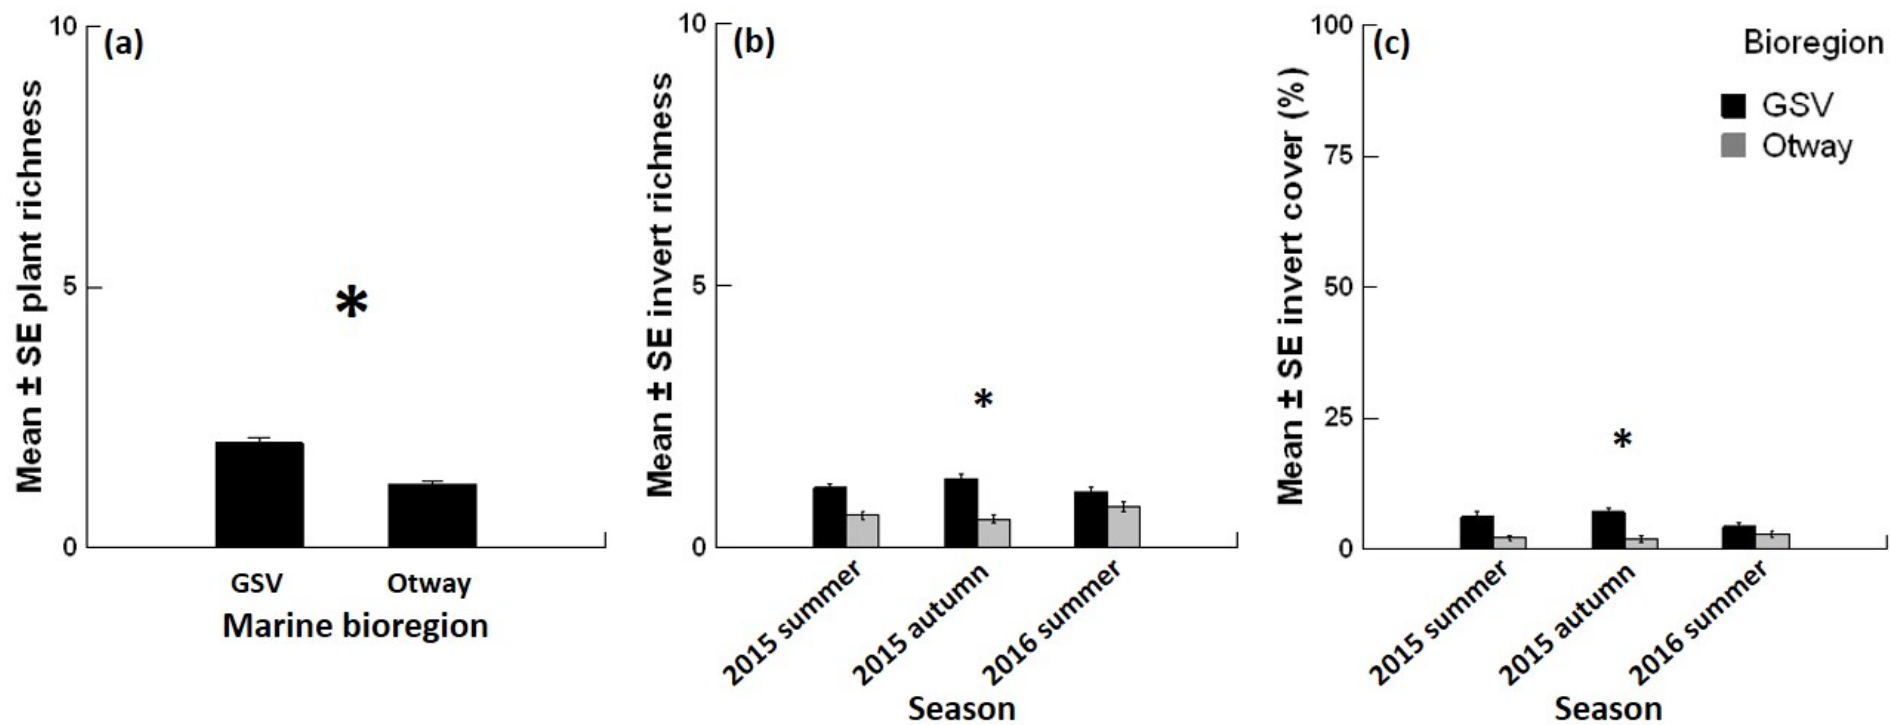 (a)
Mean ± SE plant richness
10
5
0
*
GSV
Otway
Marine bioregion
(b)
Mean ± SE invert richness
10
5
0
*
2015 summer
2015 autumn
2016 summer
Season
(c)
Mean ± SE invert cover (%)
100
75
50
25
0
*
2015 summer
2015 autumn
2016 summer
Season
Bioregion
GSV
Otway